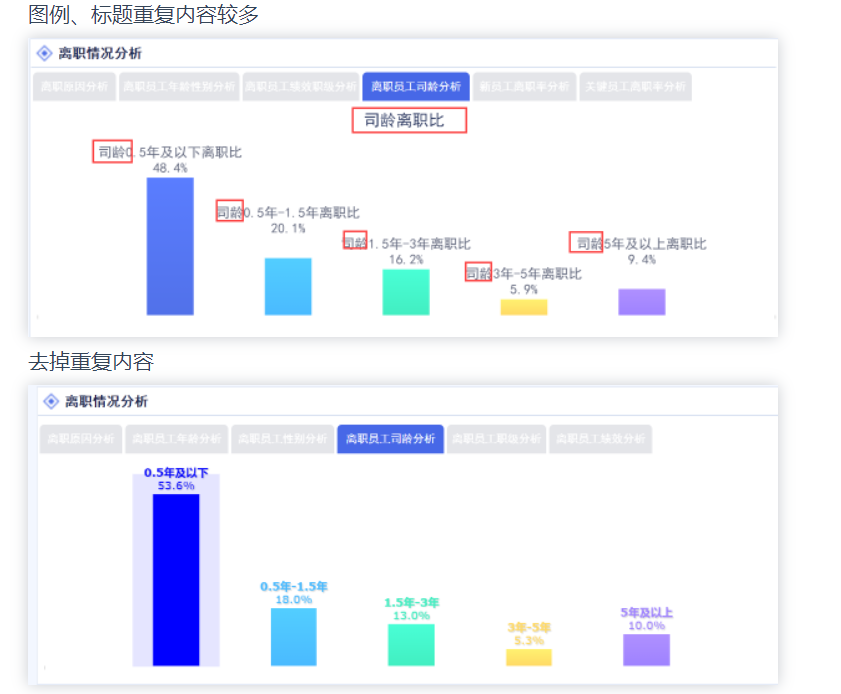 图例、标题重复内容较多
离职情况分析
离职原因分析 离职员工年龄性别分析 离职员工绩效职级分析 离职员工司龄分析 新员工离职率分析 关键员工离职率分析
司龄离职比
司龄0.5年及以下离职比
48.4%
司龄0.5年-1.5年离职比
20.1%
司龄1.5年-3年离职比
16.2%
司龄3年-5年离职比
5.9%
司龄5年及以上离职比
9.4%
去掉重复内容
离职情况分析
离职原因分析 离职员工年龄分析 离职员工性别分析 离职员工司龄分析 离职员工职级分析 离职员工绩效分析
0.5年及以下
53.6%
0.5年-1.5年
18.0%
1.5年-3年
13.0%
3年-5年
5.3%
5年及以上
10.0%